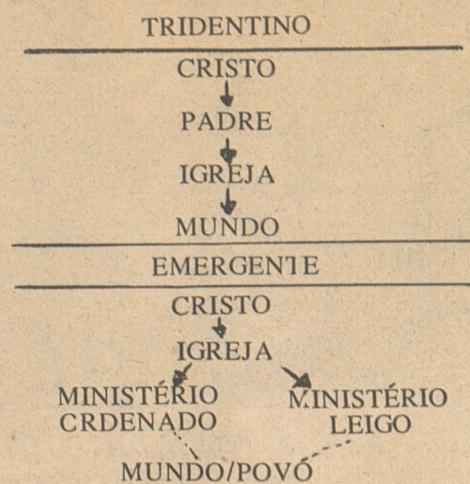 TRIDENTINO
CRISTO
PADRE
IGREJA
MUNDO
EMERGENTE
CRISTO
IGREJA
MINISTÉRIO MINISTÉRIO
CRDENADO LEIGO
MUNDO/POVO